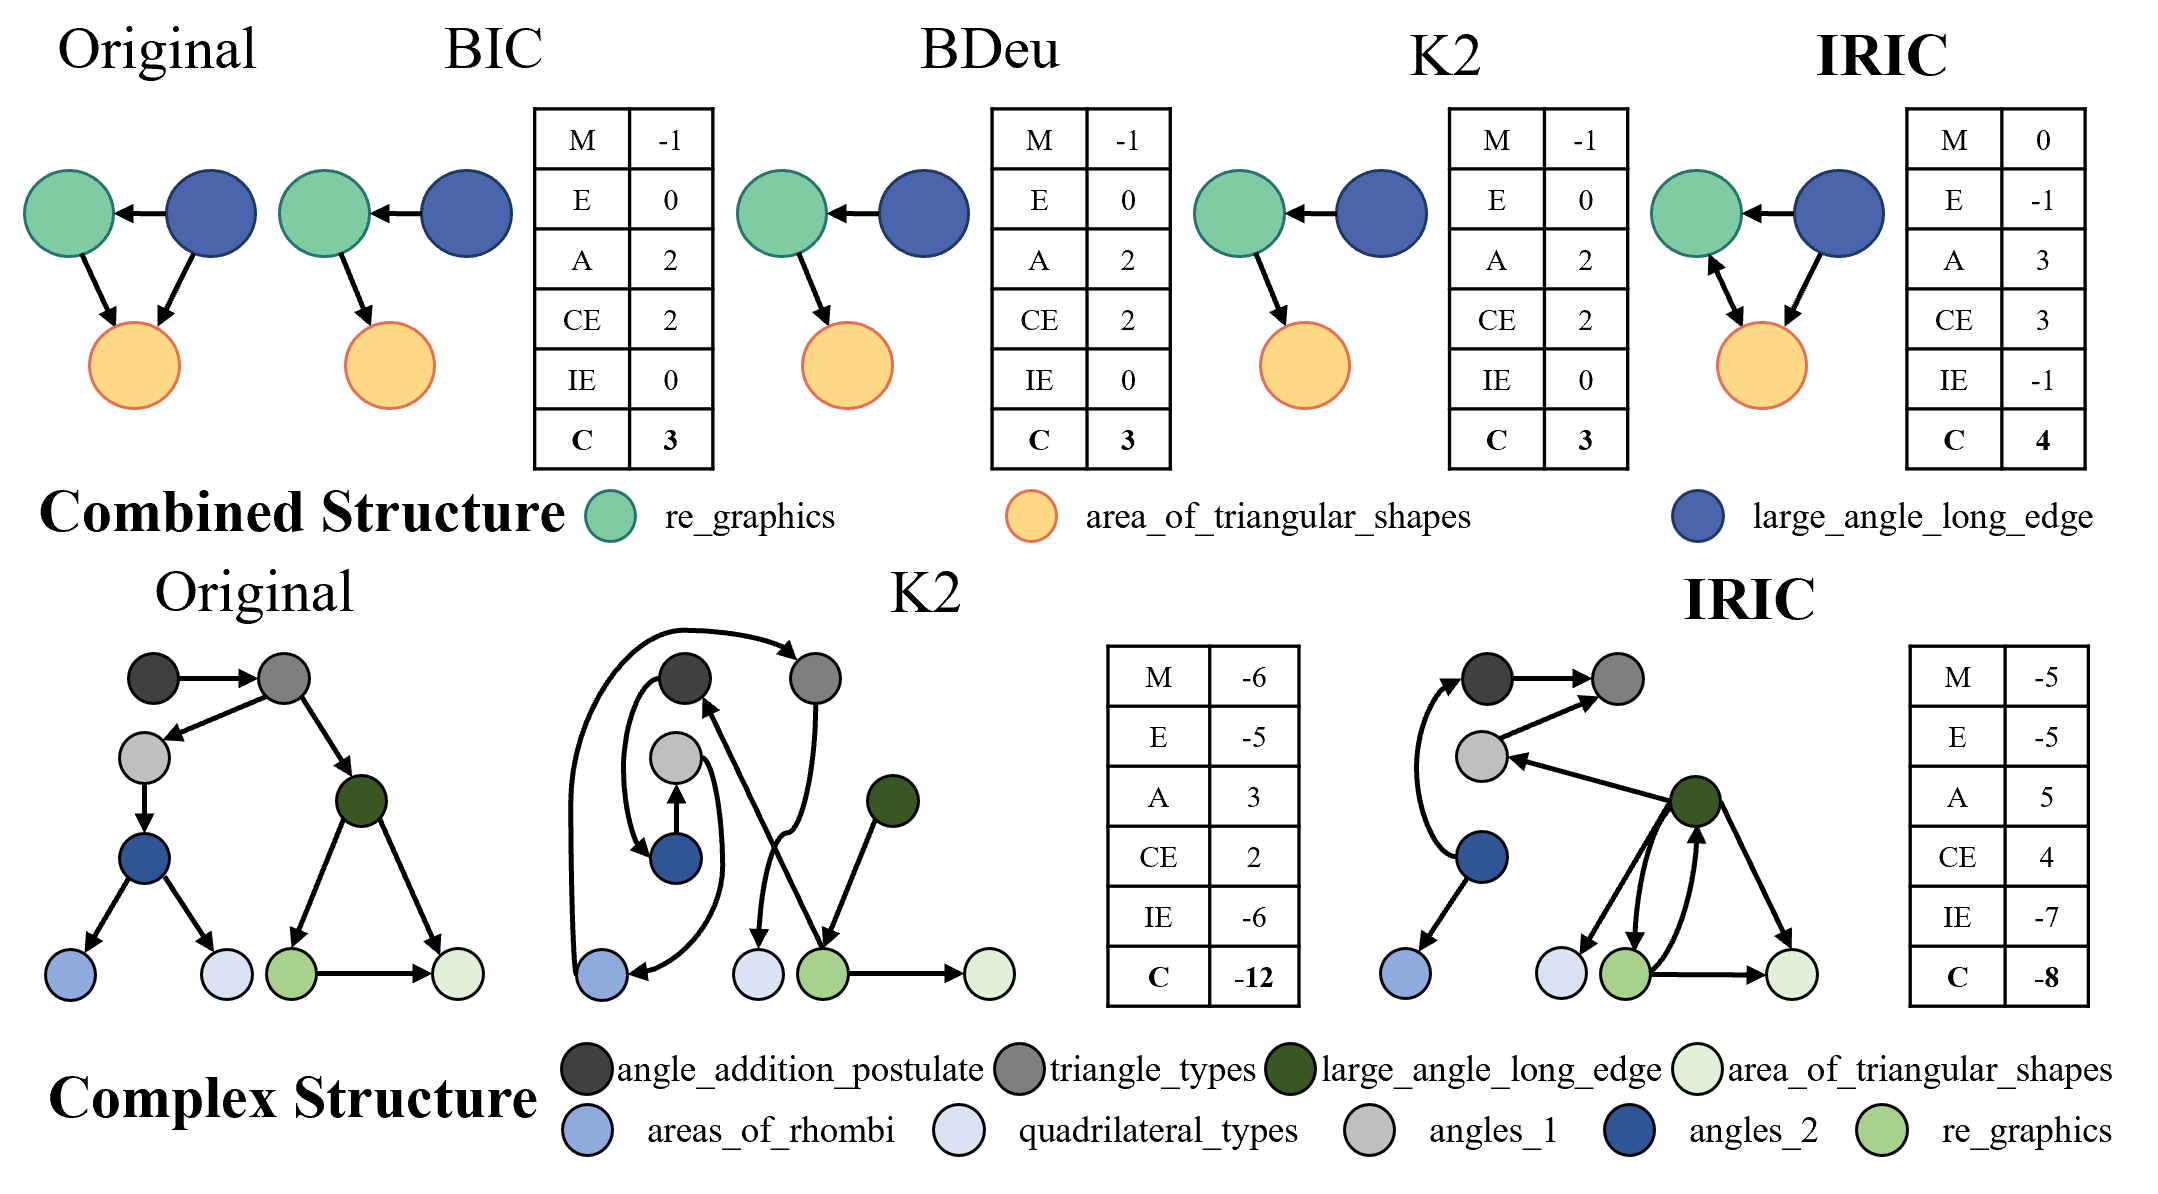 Original BIC BDeu K2 IRIC
M -1 M -1 M -1 M 0
E 0 E 0 E 0 E -1
A 2 A 2 A 2 A 3
CE 2 CE 2 CE 2 CE 3
IE 0 IE 0 IE 0 IE -1
C 3 C 3 C 3 C 4
Combined Structure re_graphics area_of_triangular_shapes large_angle_long_edge
Original K2 IRIC
M -6 M -5
E -5 E -5
A 3 A 5
CE 2 CE 4
IE -6 IE -7
C -12 C -8
Complex Structure
angle_addition_postulate triangle_types large_angle_long_edge area_of_triangular_shapes
areas_of_rhombi quadrilateral_types angles_1 angles_2 re_graphics